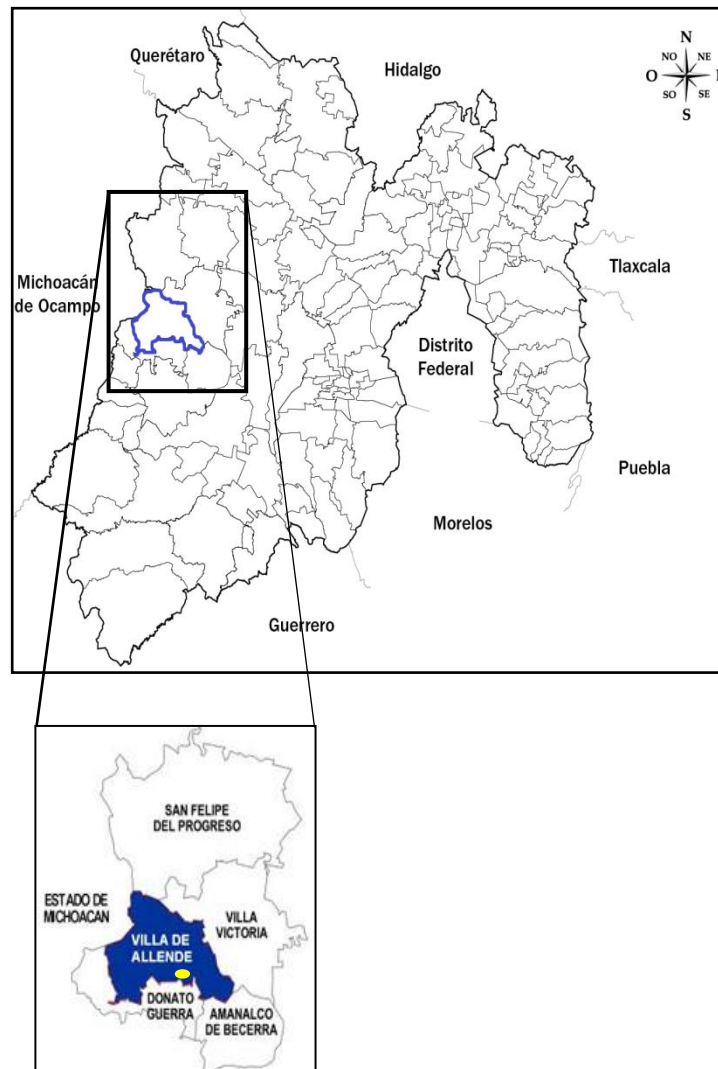 Querétaro
Hidalgo
N
NO NE
O
SO SE
S
Michoacán
de Ocampo
Tlaxcala
Distrito
Federal
Puebla
Morelos
Guerrero
SAN FELIPE
DEL PROGRESO
ESTADO DE
MICHOACAN
VILLA
VICTORIA
VILLA DE
ALLENDE
DONATO
GUERRA
AMANALCO
DE BECERRA